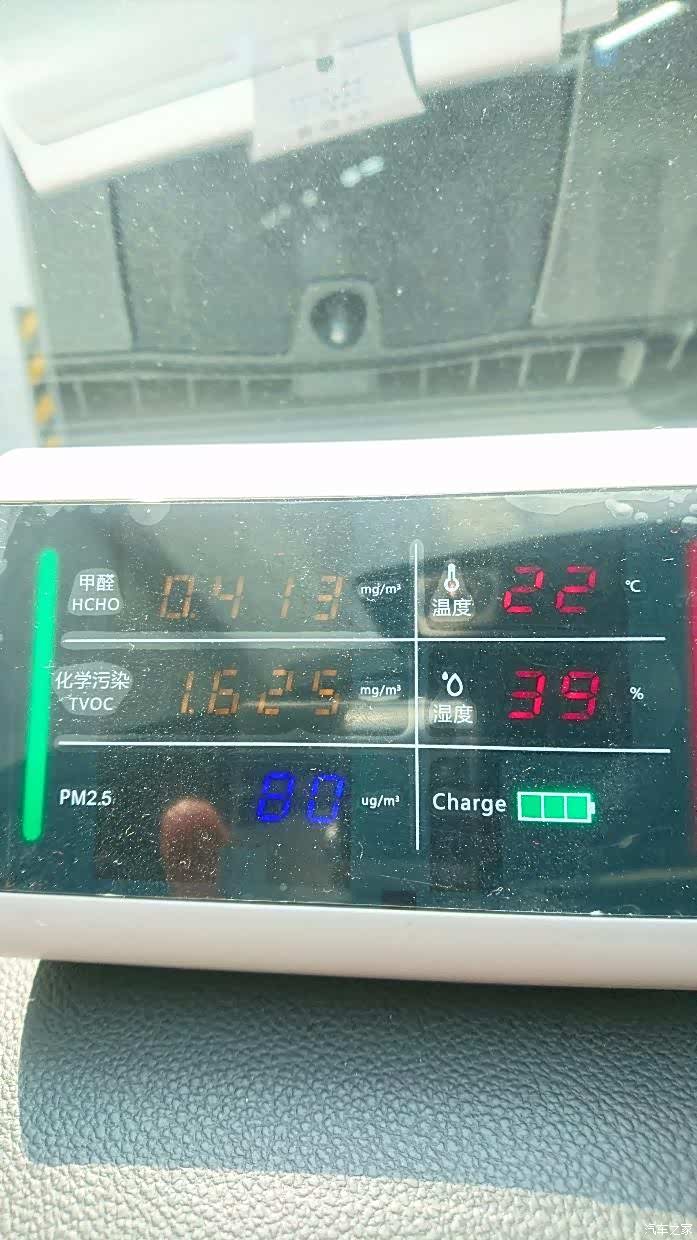 甲醛
HCHO
0.413 mg/m³
温度
22 ℃
化学污染
TVOC
1.625 mg/m³
湿度
39 %
PM2.5
80 ug/m³
Charge
汽车之家